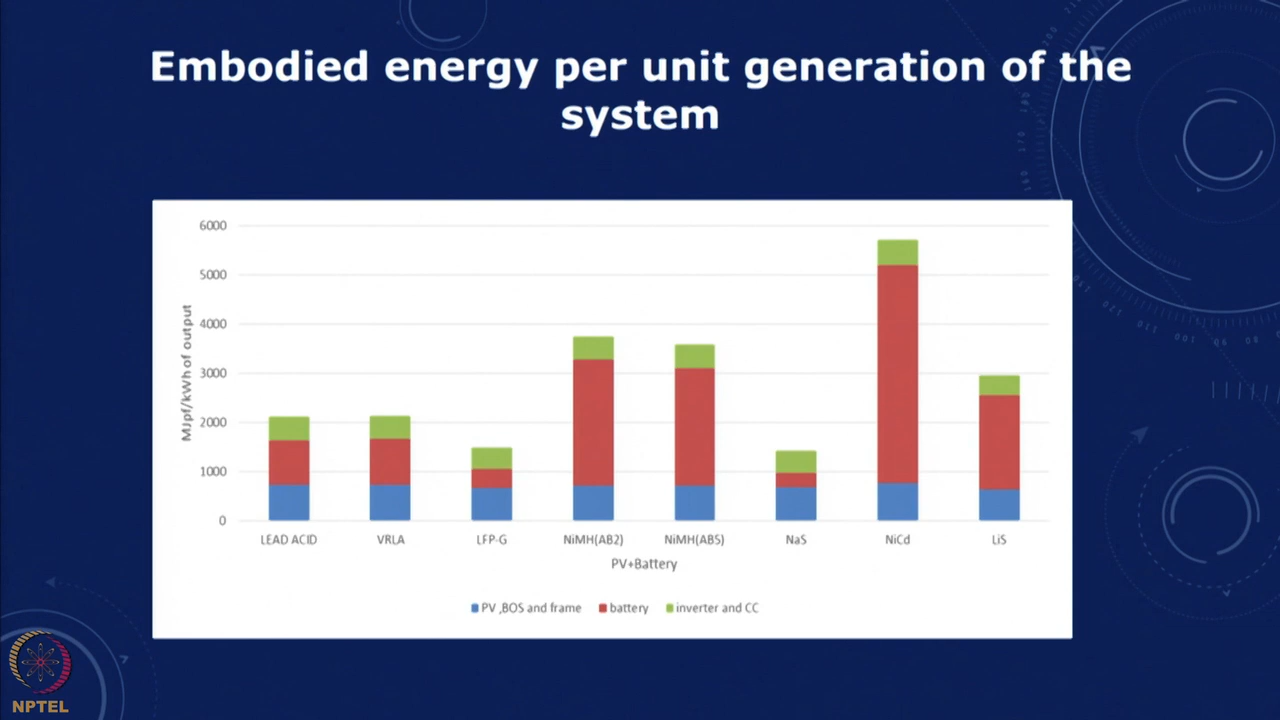 Embodied energy per unit generation of the
system
MJpf/kWh of output
6000
5000
4000
3000
2000
1000
0
LEAD ACID VRLA LFP-G NiMH(AB2) NiMH(AB5) NaS NiCd LiS
PV+Battery
PV ,BOS and frame battery inverter and CC
NPTEL